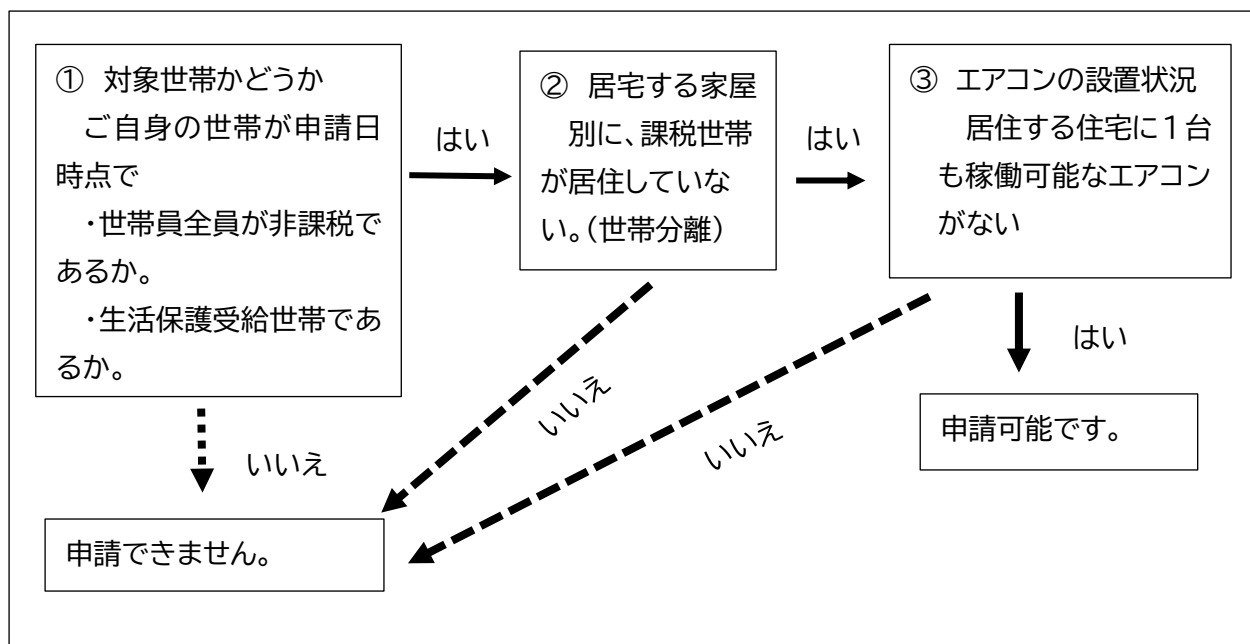 ① 対象世帯かどうか
ご自身の世帯が申請日
時点で
・世帯員全員が非課税で
あるか。
・生活保護受給世帯であ
るか。
はい
② 居宅する家屋
別に、課税世帯
が居住していな
い。（世帯分離）
はい
③ エアコンの設置状況
居住する住宅に１台
も稼働可能なエアコン
がない
はい
いいえ
いいえ
いいえ
申請可能です。
申請できません。